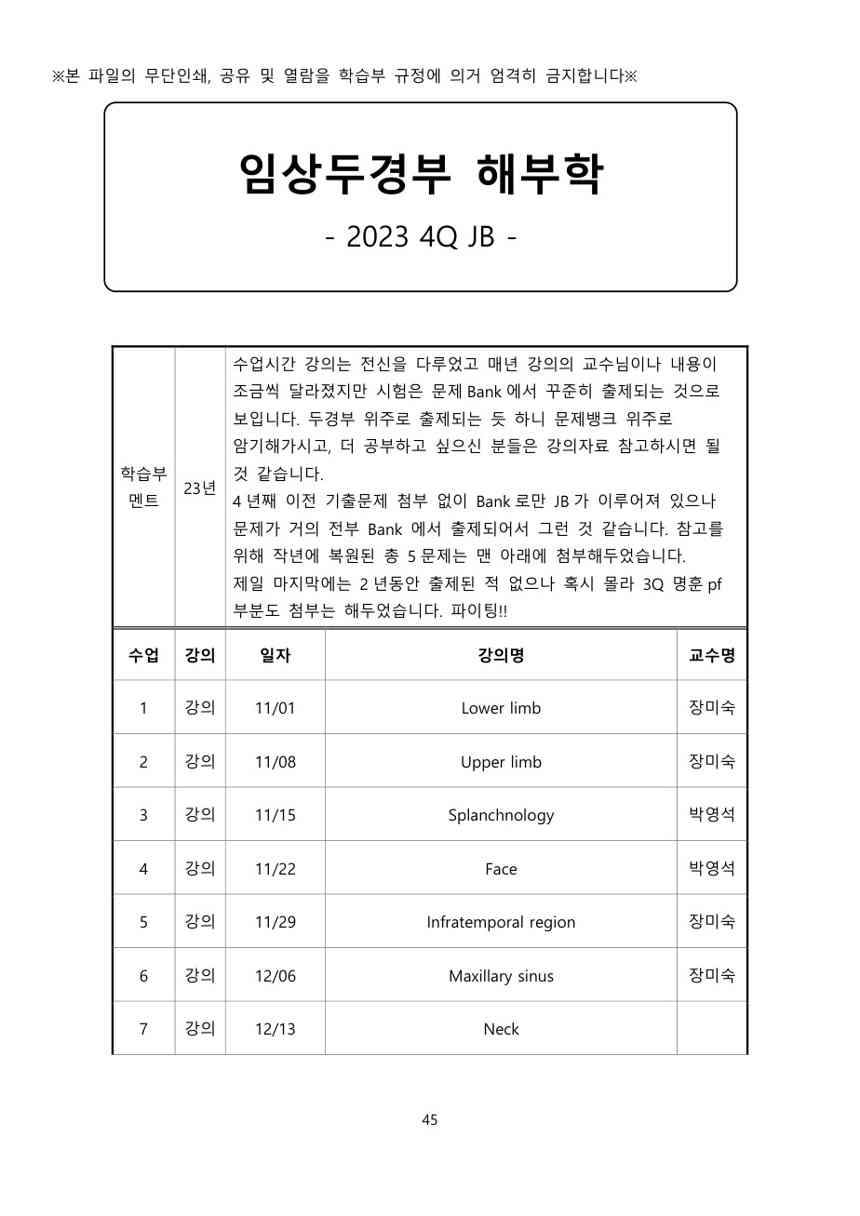 ※본 파일의 무단인쇄, 공유 및 열람을 학습부 규정에 의거 엄격히 금지합니다※
임상두경부 해부학
- 2023 4Q JB -
학습부 멘트
23년
수업시간 강의는 전신을 다루었고 매년 강의의 교수님이나 내용이
조금씩 달라졌지만 시험은 문제 Bank 에서 꾸준히 출제되는 것으로
보입니다. 두경부 위주로 출제되는 듯 하니 문제뱅크 위주로
암기해가시고, 더 공부하고 싶으신 분들은 강의자료 참고하시면 될
것 같습니다.
4 년째 이전 기출문제 첨부 없이 Bank 로만 JB 가 이루어져 있으나
문제가 거의 전부 Bank 에서 출제되어서 그런 것 같습니다. 참고를
위해 작년에 복원된 총 5 문제는 맨 아래에 첨부해두었습니다.
제일 마지막에는 2 년동안 출제된 적 없으나 혹시 몰라 3Q 명훈 pf
부분도 첨부는 해두었습니다. 파이팅!!
수업 강의 일자 강의명 교수명
1 강의 11/01 Lower limb 장미숙
2 강의 11/08 Upper limb 장미숙
3 강의 11/15 Splanchnology 박영석
4 강의 11/22 Face 박영석
5 강의 11/29 Infratemporal region 장미숙
6 강의 12/06 Maxillary sinus 장미숙
7 강의 12/13 Neck
45